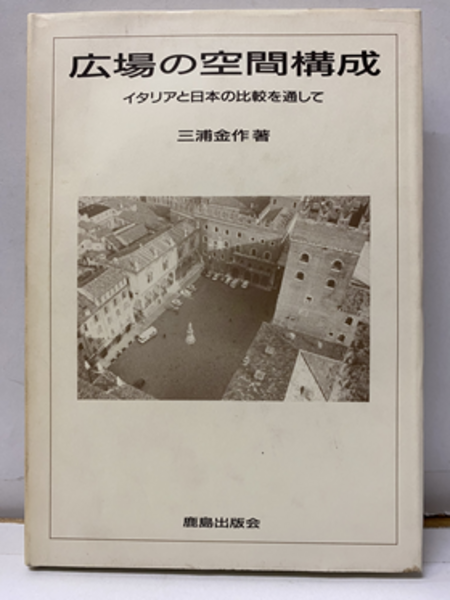 広場の空間構成
イタリアと日本の比較を通して
三浦金作 著
鹿島出版会